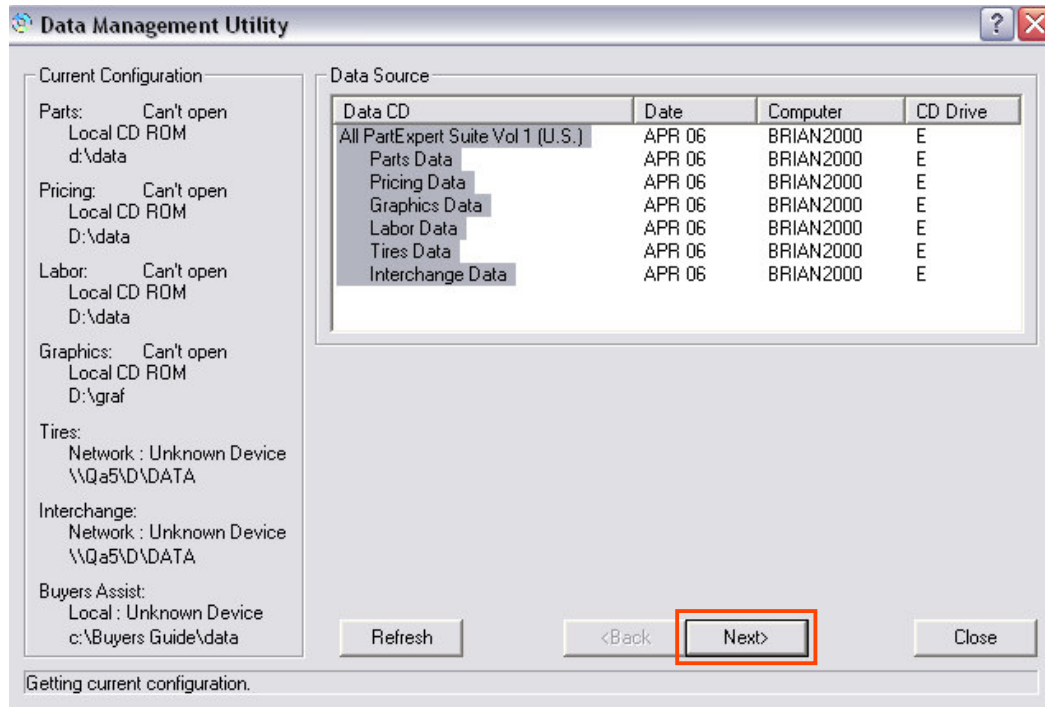 Data Management Utility
Current Configuration
Parts: Can't open
Local CD ROM
d:\data
Pricing: Can't open
Local CD ROM
D:\data
Labor: Can't open
Local CD ROM
D:\data
Graphics: Can't open
Local CD ROM
D:\graf
Tires:
Network : Unknown Device
\\Qa5\D\DATA
Interchange:
Network : Unknown Device
\\Qa5\D\DATA
Buyers Assist:
Local : Unknown Device
c:\Buyers Guide\data
Data Source
Data CD Date Computer CD Drive
All PartExpert Suite Vol 1 (U.S.) APR 06 BRIAN2000 E
Parts Data APR 06 BRIAN2000 E
Pricing Data APR 06 BRIAN2000 E
Graphics Data APR 06 BRIAN2000 E
Labor Data APR 06 BRIAN2000 E
Tires Data APR 06 BRIAN2000 E
Interchange Data APR 06 BRIAN2000 E
Refresh <Back Next> Close
Getting current configuration.